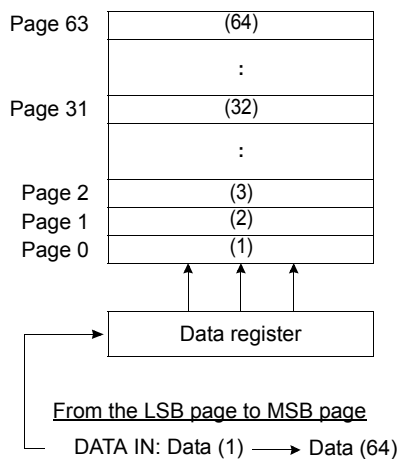 Page 63 (64)
:
Page 31 (32)
:
Page 2 (3)
Page 1 (2)
Page 0 (1)
Data register
From the LSB page to MSB page
DATA IN: Data (1) Data (64)